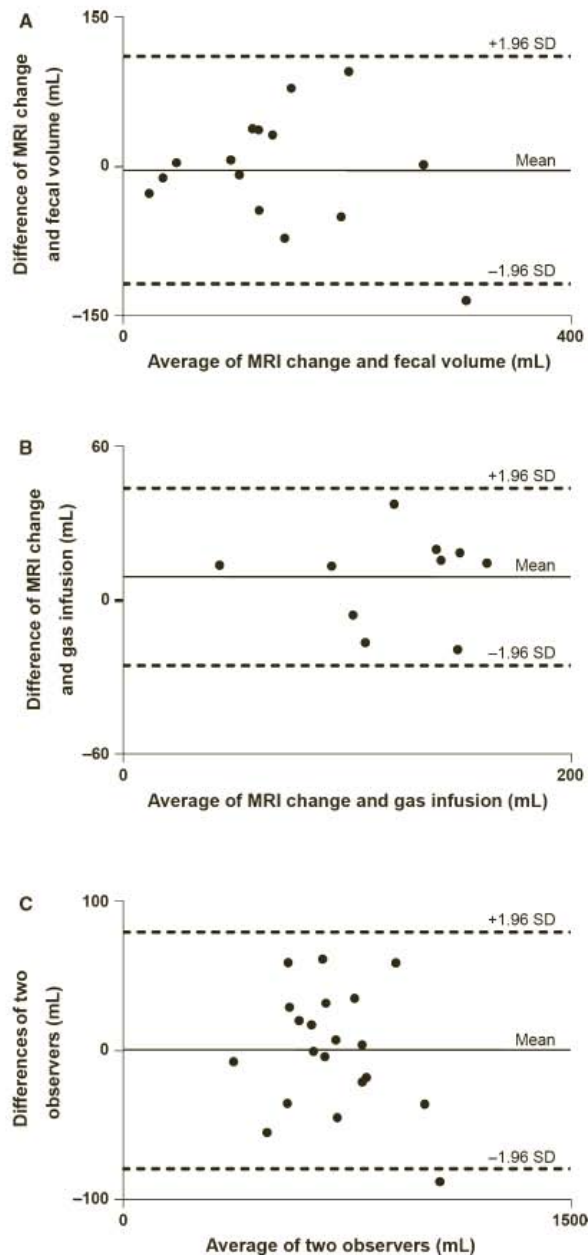 A
150
+1.96 SD
Difference of MRI change
and fecal volume (mL)
0
Mean
–1.96 SD
–150
0
400
Average of MRI change and fecal volume (mL)
B
60
+1.96 SD
Difference of MRI change
and gas infusion (mL)
Mean
0
–1.96 SD
–60
0
200
Average of MRI change and gas infusion (mL)
C
100
+1.96 SD
Differences of two
observers (mL)
Mean
0
–1.96 SD
–100
0
1500
Average of two observers (mL)